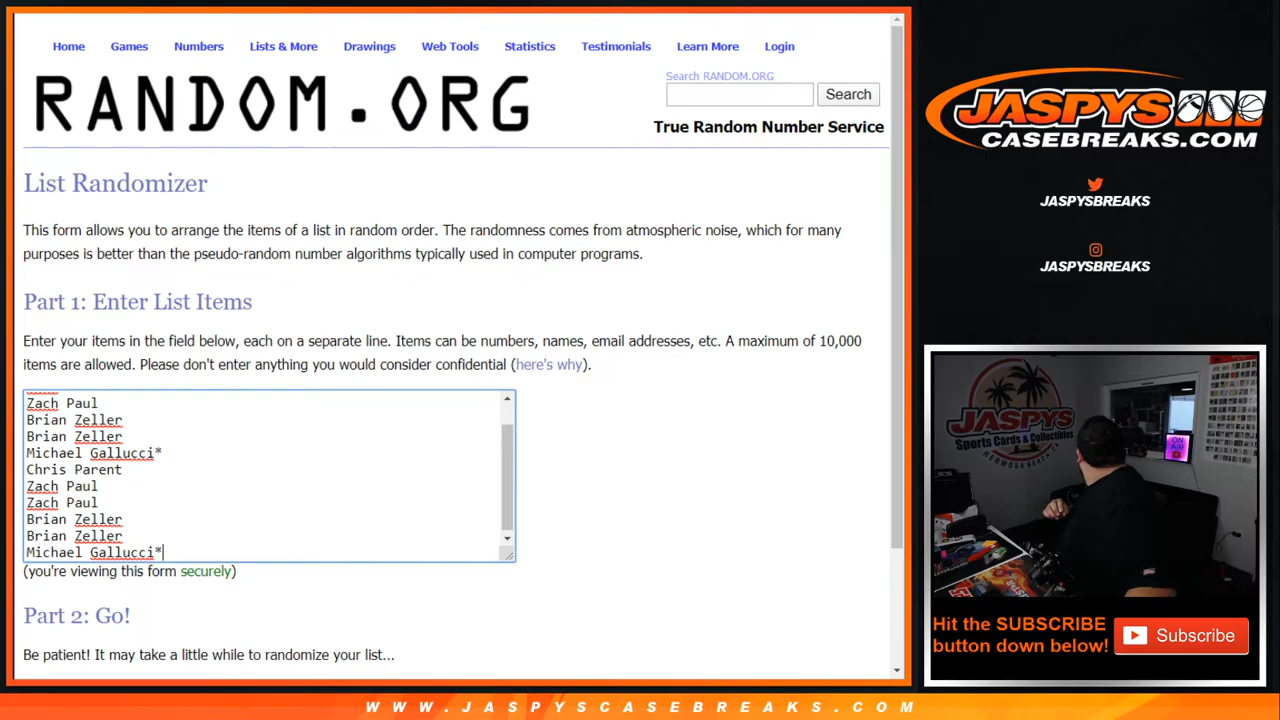 Home Games Numbers Lists & More Drawings Web Tools Statistics Testimonials Learn More Login
RANDOM.ORG
Search RANDOM.ORG
Search
True Random Number Service
List Randomizer
This form allows you to arrange the items of a list in random order. The randomness comes from atmospheric noise, which for many
purposes is better than the pseudo-random number algorithms typically used in computer programs.
Part 1: Enter List Items
Enter your items in the field below, each on a separate line. Items can be numbers, names, email addresses, etc. A maximum of 10,000
items are allowed. Please don't enter anything you would consider confidential (here's why).
Zach Paul
Brian Zeller
Brian Zeller
Michael Gallucci*
Chris Parent
Zach Paul
Zach Paul
Brian Zeller
Brian Zeller
Michael Gallucci*
(you're viewing this form securely)
Part 2: Go!
Be patient! It may take a little while to randomize your list...
JASPYS
CASEBREAKS.COM
JASPYSBREAKS
JASPYSBREAKS
JASPYS
Sports Cards & Collectibles
HERMOSA BEACH
ON
AIR
Hit the SUBSCRIBE
button down below!
Subscribe
WWW.JASPYSCASEBREAKS.COM